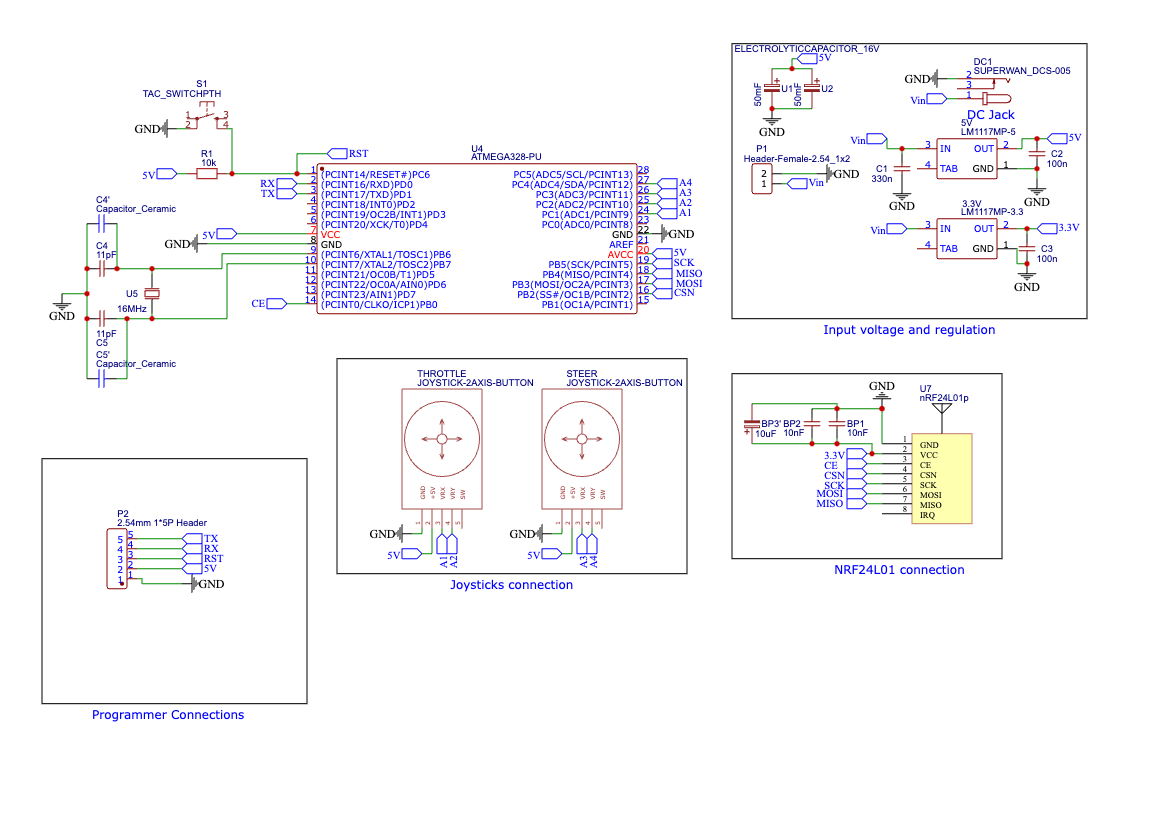 ELECTROLYTICCAPACITOR_16V
5V
50mF
U1
50mF
U2
GND
DC1
SUPERWAN_DCS-005
GND
2
3
1
Vin
DC Jack
5V
LM1117MP-5
Vin
3
IN
OUT
2
5V
4
TAB
GND
1
C1
330n
C2
100n
GND
GND
P1
Header-Female-2.54_1x2
2
1
GND
Vin
3.3V
LM1117MP-3.3
Vin
3
IN
OUT
2
3.3V
4
TAB
GND
1
C3
100n
GND
Input voltage and regulation
S1
TAC_SWITCHPTH
GND
1
2
3
4
R1
10k
5V
RST
U4
ATMEGA328-PU
RX
TX
5V
GND
CE
1
2
3
4
5
6
7
8
9
10
11
12
13
14
(PCINT14/RESET#)PC6
(PCINT16/RXD)PD0
(PCINT17/TXD)PD1
(PCINT18/INT0)PD2
(PCINT19/OC2B/INT1)PD3
(PCINT20/XCK/T0)PD4
VCC
GND
(PCINT6/XTAL1/TOSC1)PB6
(PCINT7/XTAL2/TOSC2)PB7
(PCINT21/OC0B/T1)PD5
(PCINT22/OC0A/AIN0)PD6
(PCINT23/AIN1)PD7
(PCINT0/CLKO/ICP1)PB0
PC5(ADC5/SCL/PCINT13)
PC4(ADC4/SDA/PCINT12)
PC3(ADC3/PCINT11)
PC2(ADC2/PCINT10)
PC1(ADC1/PCINT9)
PC0(ADC0/PCINT8)
GND
AREF
AVCC
PB5(SCK/PCINT5)
PB4(MISO/PCINT4)
PB3(MOSI/OC2A/PCINT3)
PB2(SS#/OC1B/PCINT2)
PB1(OC1A/PCINT1)
28
27
26
25
24
23
22
21
20
19
18
17
16
15
A4
A3
A2
A1
GND
5V
SCK
MISO
MOSI
CSN
C4'
Capacitor_Ceramic
C4
11pF
U5
16MHz
GND
11pF
C5
C5'
Capacitor_Ceramic
THROTTLE
JOYSTICK-2AXIS-BUTTON
GND
+5V
VRX
VRY
SW
1
2
3
4
5
GND
5V
A1
A2
STEER
JOYSTICK-2AXIS-BUTTON
GND
+5V
VRX
VRY
SW
1
2
3
4
5
GND
5V
A3
A4
Joysticks connection
GND
U7
nRF24L01p
BP3'
10uF
BP2
10nF
BP1
10nF
3.3V
CE
CSN
SCK
MOSI
MISO
1
2
3
4
5
6
7
8
GND
VCC
CE
CSN
SCK
MOSI
MISO
IRQ
NRF24L01 connection
P2
2.54mm 1*5P Header
5
4
3
2
1
5
4
3
2
1
TX
RX
RST
5V
GND
Programmer Connections